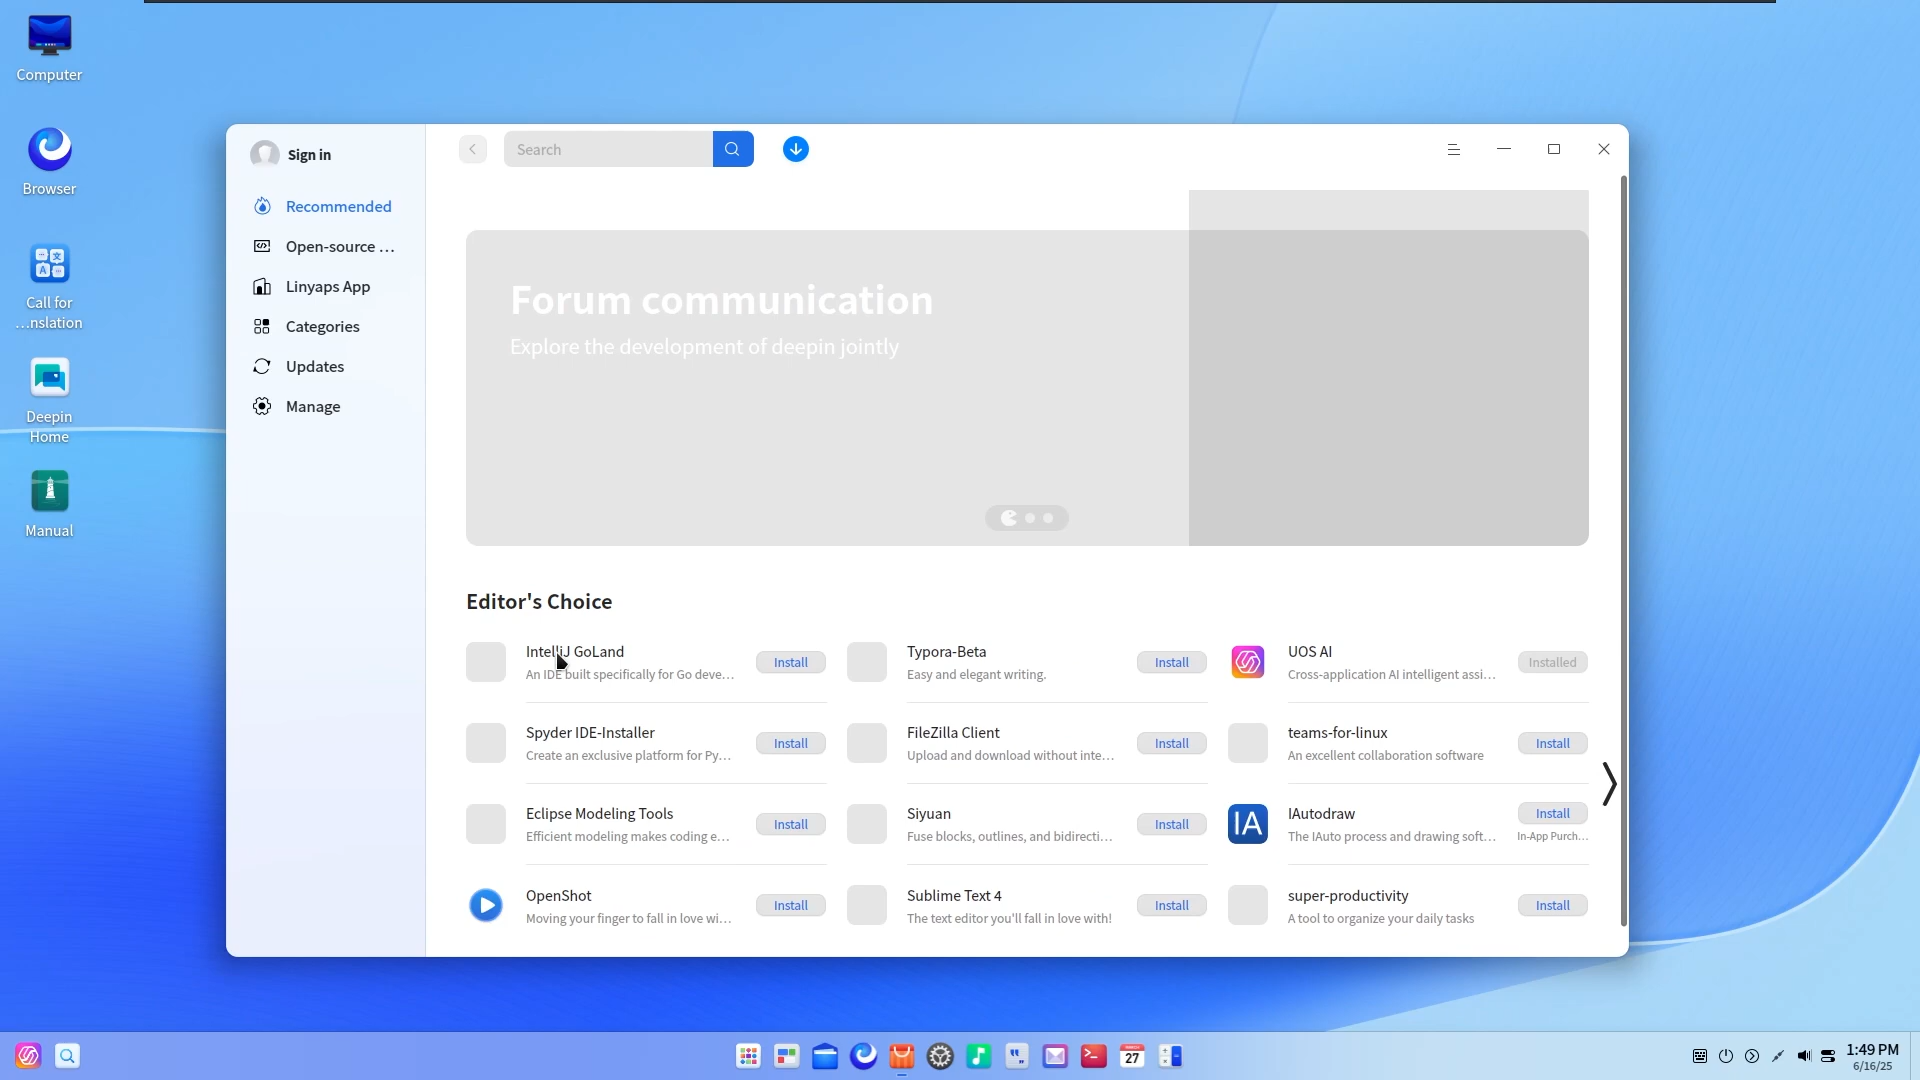 Computer
Browser
Call for
...nslation
Deepin
Home
Manual
Sign in
Recommended
Open-source ...
Linyaps App
Categories
Updates
Manage
Search
Forum communication
Explore the development of deepin jointly
Editor's Choice
IntelliJ GoLand
An IDE built specifically for Go deve...
Install
Typora-Beta
Easy and elegant writing.
Install
UOS AI
Cross-application AI intelligent assi...
Installed
Spyder IDE-Installer
Create an exclusive platform for Py...
Install
FileZilla Client
Upload and download without inte...
Install
teams-for-linux
An excellent collaboration software
Install
Eclipse Modeling Tools
Efficient modeling makes coding e...
Install
Siyuan
Fuse blocks, outlines, and bidirecti...
Install
IA
IAutodraw
The IAuto process and drawing soft...
Install
In-App Purch...
OpenShot
Moving your finger to fall in love wi...
Install
Sublime Text 4
The text editor you'll fall in love with!
Install
super-productivity
A tool to organize your daily tasks
Install
27
1:49 PM
6/16/25